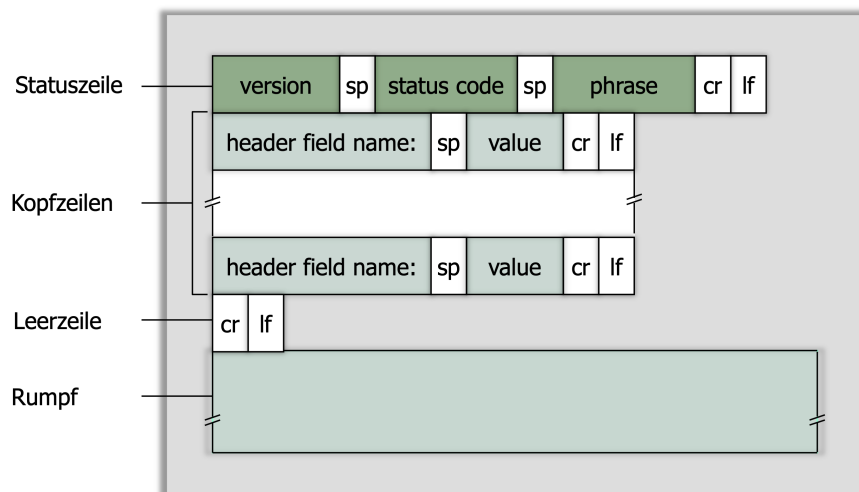 Statuszeile version sp status code sp phrase cr lf
header field name: sp value cr lf
Kopfzeilen
header field name: sp value cr lf
Leerzeile cr lf
Rumpf